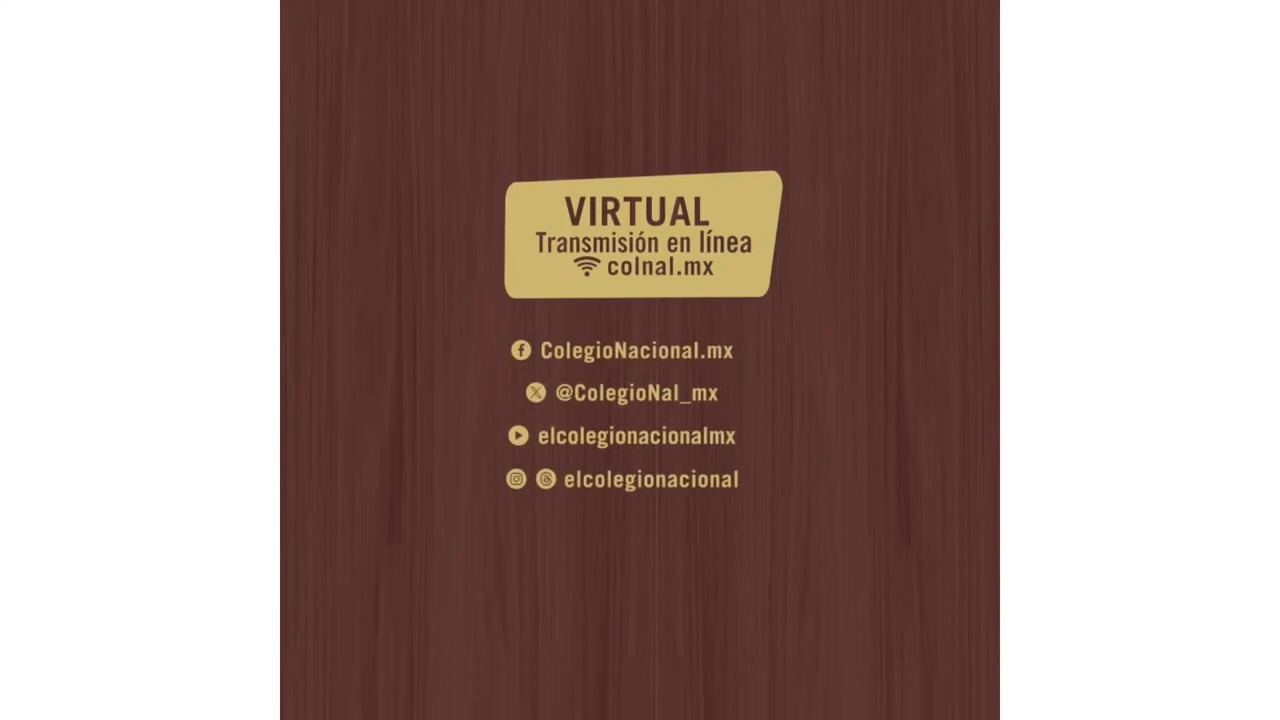 VIRTUAL
Transmisión en línea
colnal.mx
ColegioNacional.mx
@ColegioNal_mx
elcolegionacionalmx
elcolegionacional